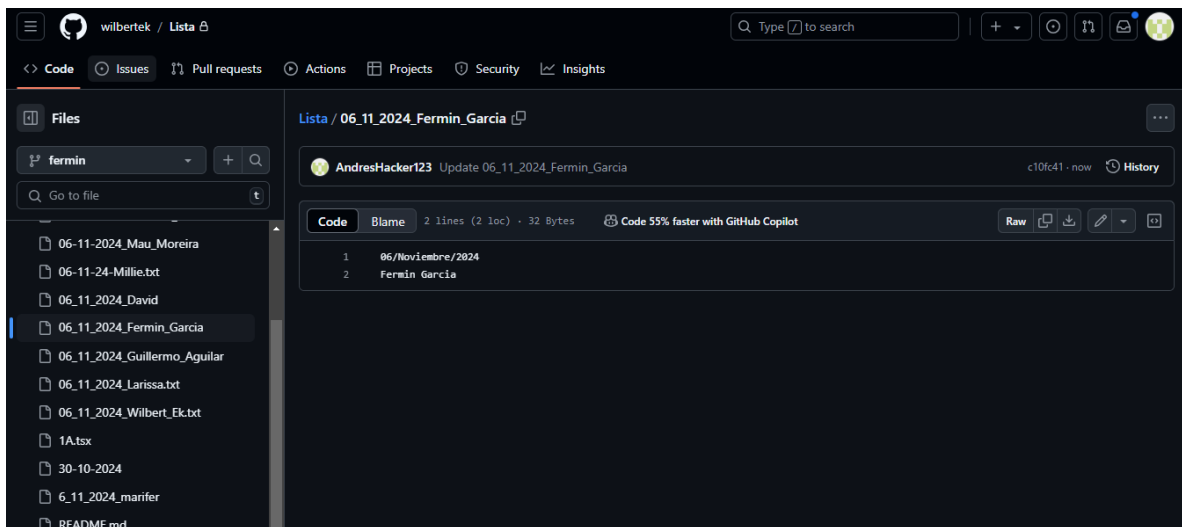 wilbertek / Lista
Type / to search
Code Issues Pull requests Actions Projects Security Insights
Files
fermin
Go to file t
06-11-2024_Mau_Moreira
06-11-24-Millie.txt
06_11_2024_David
06_11_2024_Fermin_Garcia
06_11_2024_Guillermo_Aguilar
06_11_2024_Larissa.txt
06_11_2024_Wilbert_Ek.txt
1A.tsx
30-10-2024
6_11_2024_marifer
README.md
Lista / 06_11_2024_Fermin_Garcia
AndresHacker123 Update 06_11_2024_Fermin_Garcia c10fc41 · now History
Code Blame 2 lines (2 loc) · 32 Bytes Code 55% faster with GitHub Copilot Raw
1 06/Noviembre/2024
2 Fermin Garcia